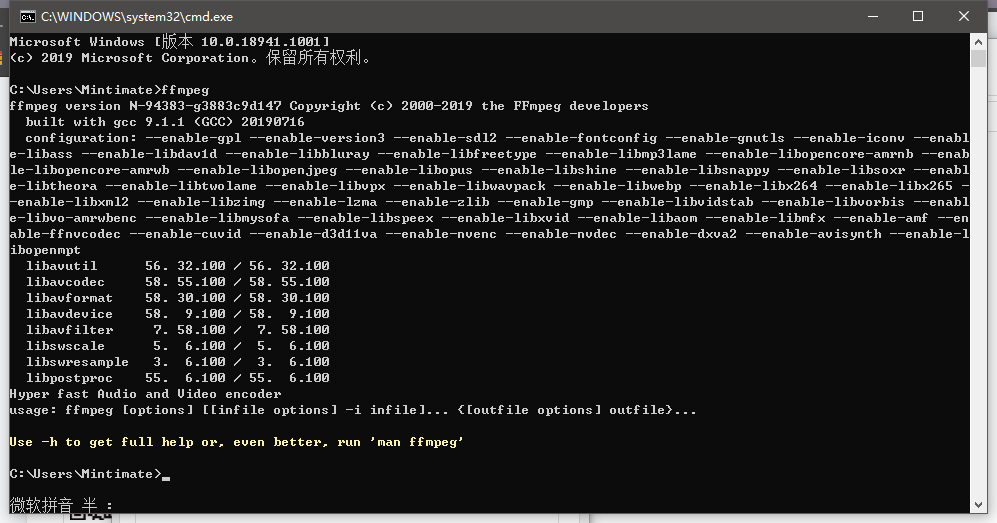 C:\WINDOWS\system32\cmd.exe
Microsoft Windows [版本 10.0.18941.1001]
(c) 2019 Microsoft Corporation。保留所有权利。
C:\Users\Mintimate>ffmpeg
ffmpeg version N-94383-g3883c9d147 Copyright (c) 2000-2019 the FFmpeg developers
  built with gcc 9.1.1 (GCC) 20190716
  configuration: --enable-gpl --enable-version3 --enable-sdl2 --enable-fontconfig --enable-gnutls --enable-iconv --enabl
e-libass --enable-libdav1d --enable-libbluray --enable-libfreetype --enable-libmp3lame --enable-libopencore-amrnb --enab
le-libopencore-amrwb --enable-libopenjpeg --enable-libopus --enable-libshine --enable-libsnappy --enable-libsoxr --enabl
e-libtheora --enable-libtwolame --enable-libvpx --enable-libwavpack --enable-libwebp --enable-libx264 --enable-libx265 -
-enable-libxml2 --enable-libzimg --enable-lzma --enable-zlib --enable-gmp --enable-libvidstab --enable-libvorbis --enabl
e-libvo-amrwbenc --enable-libmysofa --enable-libspeex --enable-libxvid --enable-libaom --enable-libmfx --enable-amf --en
able-ffnvcodec --enable-cuvid --enable-d3d11va --enable-nvenc --enable-nvdec --enable-dxva2 --enable-avisynth --enable-l
ibopenmpt
  libavutil      56. 32.100 / 56. 32.100
  libavcodec     58. 55.100 / 58. 55.100
  libavformat    58. 30.100 / 58. 30.100
  libavdevice    58.  9.100 / 58.  9.100
  libavfilter     7. 58.100 /  7. 58.100
  libswscale      5.  6.100 /  5.  6.100
  libswresample   3.  6.100 /  3.  6.100
  libpostproc    55.  6.100 / 55.  6.100
Hyper fast Audio and Video encoder
usage: ffmpeg [options] [[infile options] -i infile]... {[outfile options] outfile}...
Use -h to get full help or, even better, run 'man ffmpeg'
C:\Users\Mintimate>
微软拼音 半 :